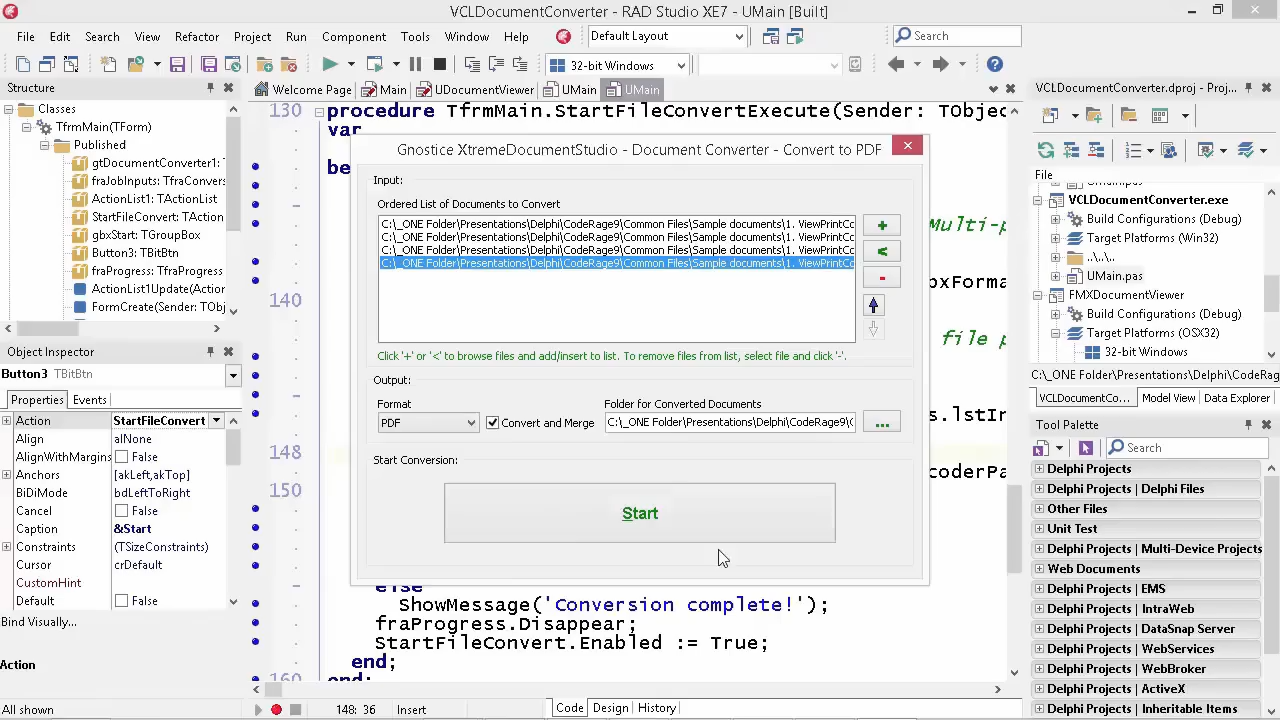 VCLDocumentConverter - RAD Studio XE7 - UMain [Built]
File Edit Search View Refactor Project Run Component Tools Window Help Default Layout Search
32-bit Windows
Structure
Classes
TfrmMain(TForm)
Published
gtDocumentConverter1: T
fraJobInputs: TfraConvers
ActionList1: TActionList
StartFileConvert: TAction
gbxStart: TGroupBox
Button3: TBitBtn
fraProgress: TfraProgress
ActionList1Update(Action
FormCreate(Sender: TObj
Object Inspector
Button3 TBitBtn
Properties Events
Action StartFileConvert
Align alNone
AlignWithMargins False
Anchors [akLeft,akTop]
BiDiMode bdLeftToRight
Cancel False
Caption &Start
Constraints (TSizeConstraints)
Cursor crDefault
CustomHint
Default False
Bind Visually...
Action
All shown
Welcome Page Main UDocumentViewer UMain UMain
130 procedure TfrmMain.StartFileConvertExecute(Sender: TObjec
var
be
Multi-p
bxForma
140
file p
s.lstIn
148
coderPa
150
else
ShowMessage('Conversion complete!');
fraProgress.Disappear;
StartFileConvert.Enabled := True;
end;
160 end;
148: 36 Insert Code Design History
Gnostice XtremeDocumentStudio - Document Converter - Convert to PDF
Input:
Ordered List of Documents to Convert
C:\_ONE Folder\Presentations\Delphi\CodeRage9\Common Files\Sample documents\1. ViewPrintCo
C:\_ONE Folder\Presentations\Delphi\CodeRage9\Common Files\Sample documents\1. ViewPrintCo
C:\_ONE Folder\Presentations\Delphi\CodeRage9\Common Files\Sample documents\1. ViewPrintCo
C:\_ONE Folder\Presentations\Delphi\CodeRage9\Common Files\Sample documents\1. ViewPrintCo
+
<
-
Click '+' or '<' to browse files and add/insert to list. To remove files from list, select file and click '-'.
Output:
Format Folder for Converted Documents
PDF Convert and Merge C:\_ONE Folder\Presentations\Delphi\CodeRage9\C ...
Start Conversion:
Start
VCLDocumentConverter.dproj - Proj...
File
UMain.pas
VCLDocumentConverter.exe
Build Configurations (Debug)
Target Platforms (Win32)
..\..\..
UMain.pas
FMXDocumentViewer
Build Configurations (Debug)
Target Platforms (OSX32)
32-bit Windows
C:\_ONE Folder\Presentations\Delphi\CodeRag
VCLDocumentCo... Model View Data Explorer
Tool Palette
Search
Delphi Projects
Delphi Projects | Delphi Files
Other Files
Unit Test
Delphi Projects | Multi-Device Projects
Web Documents
Delphi Projects | EMS
Delphi Projects | IntraWeb
Delphi Projects | DataSnap Server
Delphi Projects | WebServices
Delphi Projects | WebBroker
Delphi Projects | ActiveX
Delphi Projects | Inheritable Items